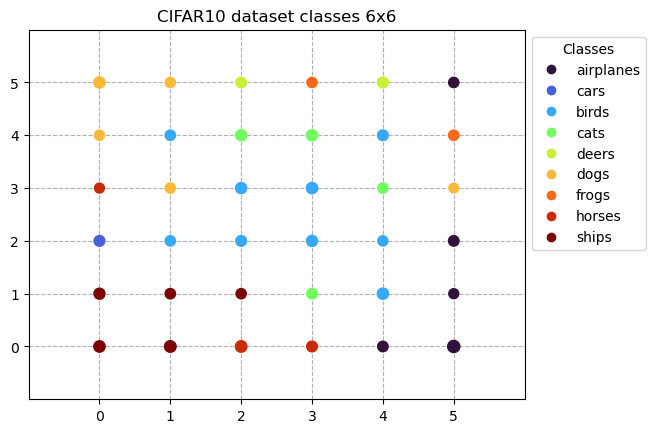 CIFAR10 dataset classes 6x6
5
4
3
2
1
0
0 1 2 3 4 5
Classes
airplanes
cars
birds
cats
deers
dogs
frogs
horses
ships